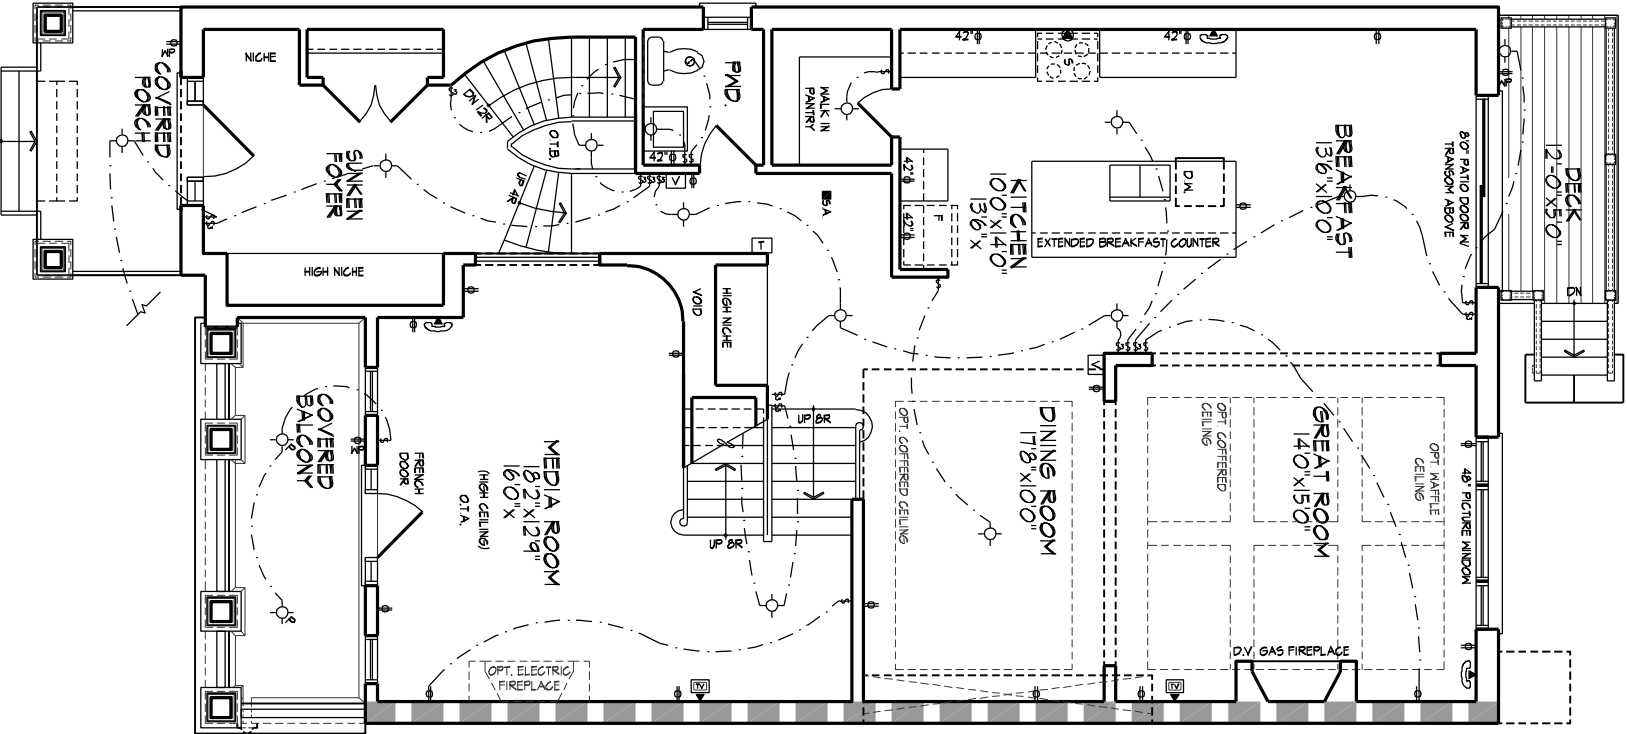 COVERED
PORCH
WP
NICHE
SUNKEN
FOYER
HIGH NICHE
DN 12R
O.T.B.
UP 4R
PWD
42"
V
WALK IN
PANTRY
42"
42"
S
42"
42"
F
KITCHEN
10'0"x14'0"
13'6"x
D.W.
EXTENDED BREAKFAST COUNTER
BREAKFAST
13'6"x10'0"
8'0" PATIO DOOR W/
TRANSOM ABOVE
DECK
12'-0"x5'0"
DN
SA
T
VOID
HIGH NICHE
V
COVERED
BALCONY
P
P
WP
FRENCH
DOOR
MEDIA ROOM
18'2"x12'9"
16'0"x
(HIGH CEILING)
O.T.A.
OPT. ELECTRIC
FIREPLACE
TV
UP 8R
UP 8R
DINING ROOM
17'8"x10'0"
OPT. COFFERED CEILING
GREAT ROOM
14'0"x15'0"
OPT. COFFERED
CEILING
OPT. WAFFLE
CEILING
48" PICTURE WINDOW
D.V. GAS FIREPLACE
TV